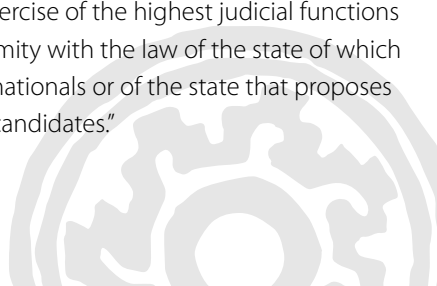 ercise of the highest judicial functions
mity with the law of the state of which
nationals or of the state that proposes
candidates."